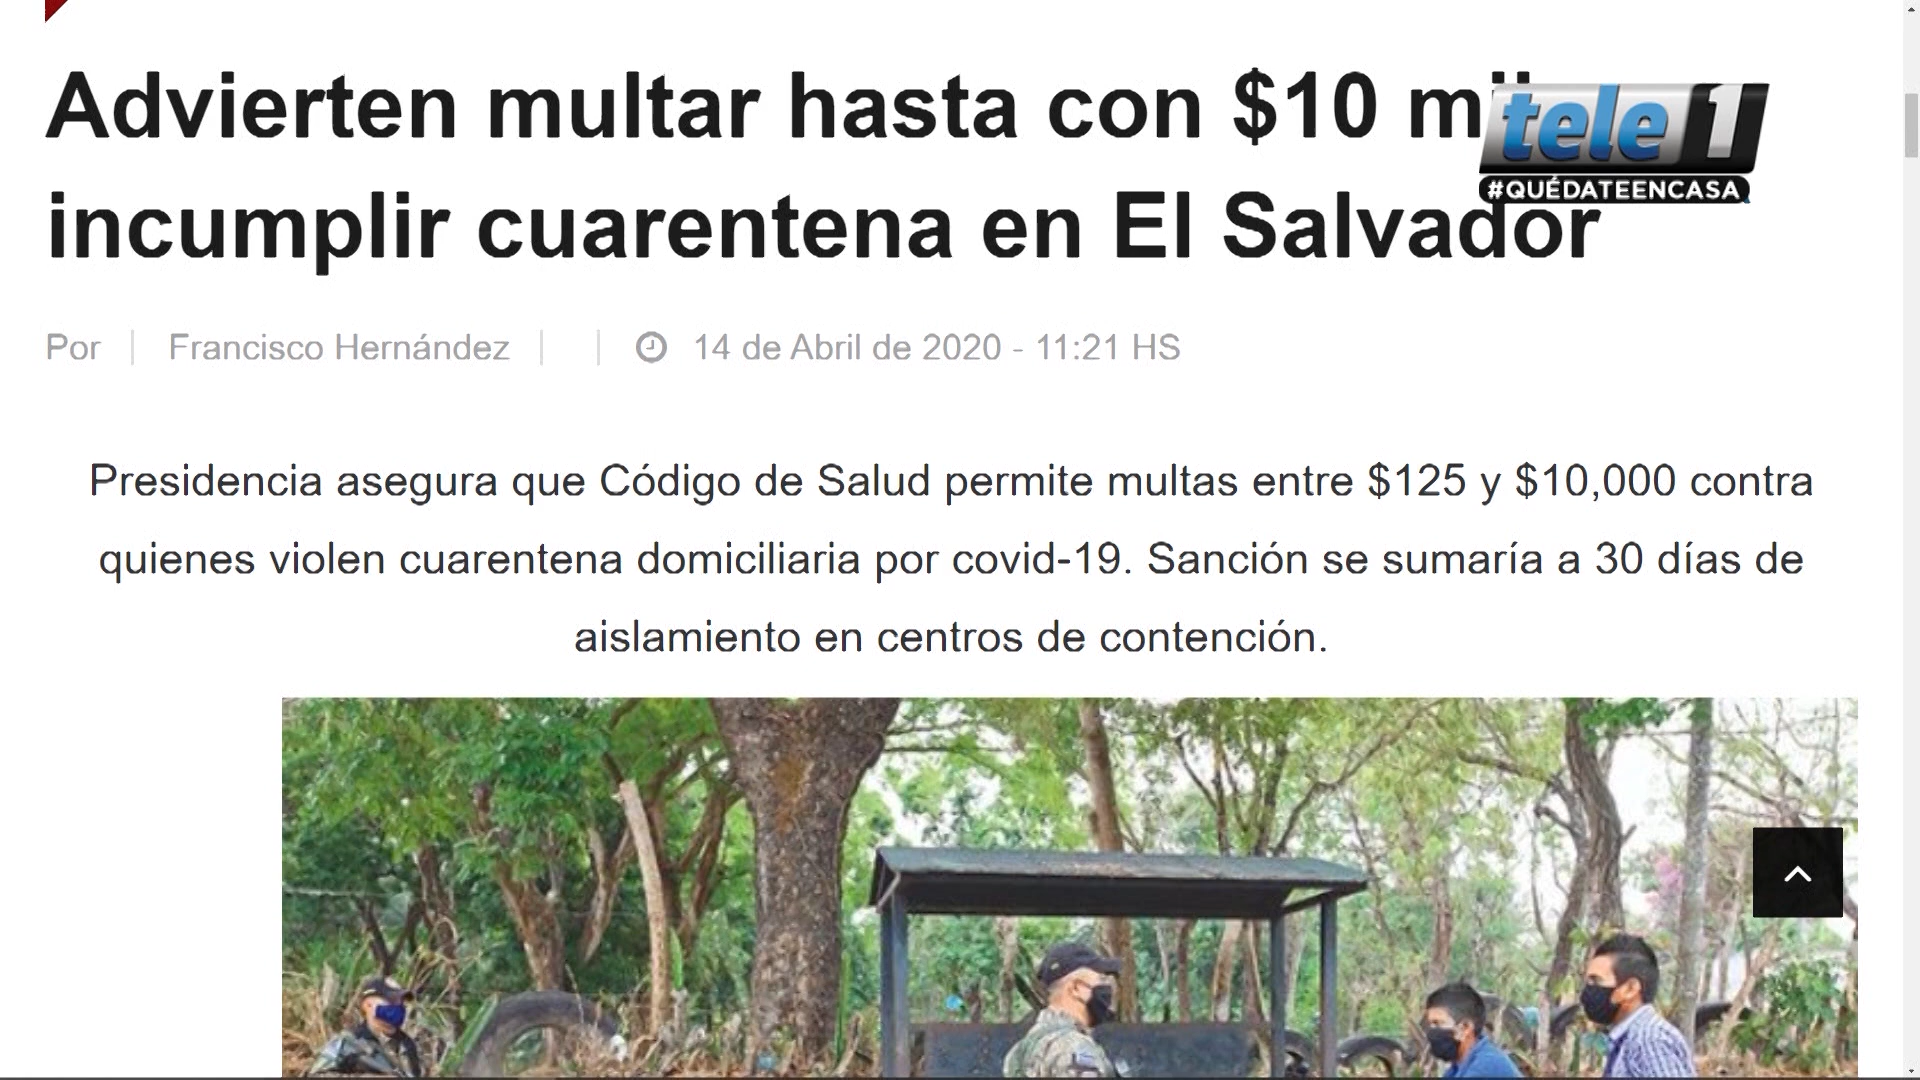 Advierten multar hasta con $10 mil
tele 1
#QUÉDATEENCASA
incumplir cuarentena en El Salvador
Por Francisco Hernández 14 de Abril de 2020 - 11:21 HS
Presidencia asegura que Código de Salud permite multas entre $125 y $10,000 contra
quienes violen cuarentena domiciliaria por covid-19. Sanción se sumaría a 30 días de
aislamiento en centros de contención.